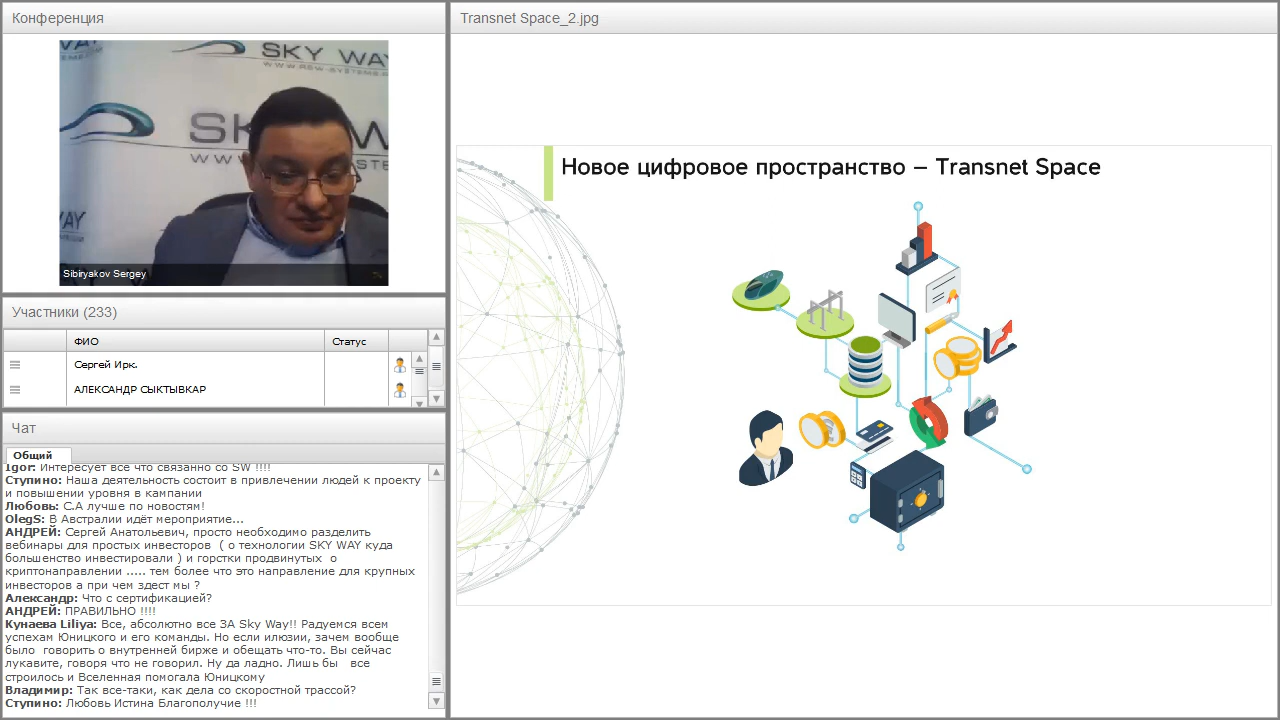 Конференция
SKY WAY
WWW.RSW-SYSTEMS.R
SK
WWW
WAY
Sibiryakov Sergey
Участники (233)
ФИО
Статус
Сергей Ирк.
АЛЕКСАНДР СЫКТЫВКАР
Чат
Общий
Igor: Интересует все что связанно со SW !!!!
Ступино: Наша деятельность состоит в привлечении людей к проекту
и повышении уровня в кампании
Любовь: С.А лучше по новостям!
OlegS: В Австралии идёт мероприятие...
АНДРЕЙ: Сергей Анатольевич, просто необходимо разделить
вебинары для простых инвесторов ( о технологии SKY WAY куда
большенство инвестировали ) и горстки продвинутых о
криптонаправлении ..... тем более что это направление для крупных
инвесторов а при чем здест мы ?
Александр: Что с сертификацией?
АНДРЕЙ: ПРАВИЛЬНО !!!!
Кунаева Liliya: Все, абсолютно все ЗА Sky Way!! Радуемся всем
успехам Юницкого и его команды. Но если илюзии, зачем вообще
было говорить о внутренней бирже и обещать что-то. Вы сейчас
лукавите, говоря что не говорил. Ну да ладно. Лишь бы все
строилось и Вселенная помогала Юницкому
Владимир: Так все-таки, как дела со скоростной трассой?
Ступино: Любовь Истина Благополучие !!!
Transnet Space_2.jpg
Новое цифровое пространство – Transnet Space